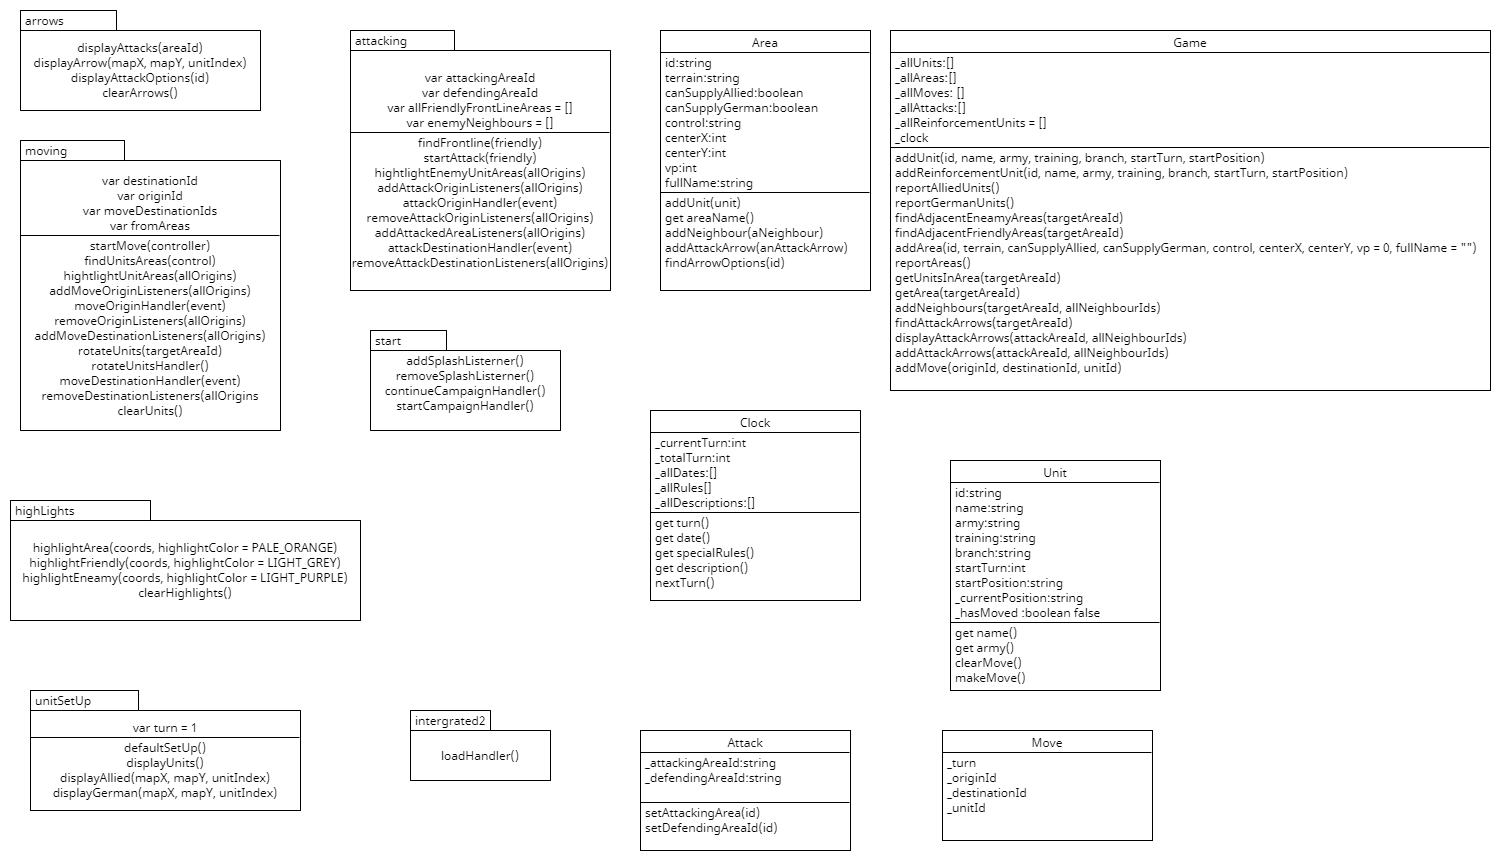 arrows
displayAttacks(areaId)
displayArrow(mapX, mapY, unitIndex)
displayAttackOptions(id)
clearArrows()
moving
var destinationId
var originId
var moveDestinationIds
var fromAreas
startMove(controller)
findUnitsAreas(control)
hightlightUnitAreas(allOrigins)
addMoveOriginListeners(allOrigins)
moveOriginHandler(event)
removeOriginListeners(allOrigins)
addMoveDestinationListeners(allOrigins)
rotateUnits(targetAreaId)
rotateUnitsHandler()
moveDestinationHandler(event)
removeDestinationListeners(allOrigins
clearUnits()
highLights
highlightArea(coords, highlightColor = PALE_ORANGE)
highlightFriendly(coords, highlightColor = LIGHT_GREY)
highlightEneamy(coords, highlightColor = LIGHT_PURPLE)
clearHighlights()
unitSetUp
var turn = 1
defaultSetUp()
displayUnits()
displayAllied(mapX, mapY, unitIndex)
displayGerman(mapX, mapY, unitIndex)
attacking
var attackingAreaId
var defendingAreaId
var allFriendlyFrontLineAreas = []
var enemyNeighbours = []
findFrontline(friendly)
startAttack(friendly)
hightlightEnemyUnitAreas(allOrigins)
addAttackOriginListeners(allOrigins)
attackOriginHandler(event)
removeAttackOriginListeners(allOrigins)
addAttackedAreaListeners(allOrigins)
attackDestinationHandler(event)
removeAttackDestinationListeners(allOrigins)
start
addSplashListerner()
removeSplashListerner()
continueCampaignHandler()
startCampaignHandler()
intergrated2
loadHandler()
Area
id:string
terrain:string
canSupplyAllied:boolean
canSupplyGerman:boolean
control:string
centerX:int
centerY:int
vp:int
fullName:string
addUnit(unit)
get areaName()
addNeighbour(aNeighbour)
addAttackArrow(anAttackArrow)
findArrowOptions(id)
Clock
_currentTurn:int
_totalTurn:int
_allDates:[]
_allRules[]
_allDescriptions:[]
get turn()
get date()
get specialRules()
get description()
nextTurn()
Attack
_attackingAreaId:string
_defendingAreaId:string
setAttackingArea(id)
setDefendingAreaId(id)
Game
_allUnits:[]
_allAreas:[]
_allMoves: []
_allAttacks:[]
_allReinforcementUnits = []
_clock
addUnit(id, name, army, training, branch, startTurn, startPosition)
addReinforcementUnit(id, name, army, training, branch, startTurn, startPosition)
reportAlliedUnits()
reportGermanUnits()
findAdjacentEneamyAreas(targetAreaId)
findAdjacentFriendlyAreas(targetAreaId)
addArea(id, terrain, canSupplyAllied, canSupplyGerman, control, centerX, centerY, vp = 0, fullName = "")
reportAreas()
getUnitsInArea(targetAreaId)
getArea(targetAreaId)
addNeighbours(targetAreaId, allNeighbourIds)
findAttackArrows(targetAreaId)
displayAttackArrows(attackAreaId, allNeighbourIds)
addAttackArrows(attackAreaId, allNeighbourIds)
addMove(originId, destinationId, unitId)
Unit
id:string
name:string
army:string
training:string
branch:string
startTurn:int
startPosition:string
_currentPosition:string
_hasMoved :boolean false
get name()
get army()
clearMove()
makeMove()
Move
_turn
_originId
_destinationId
_unitId